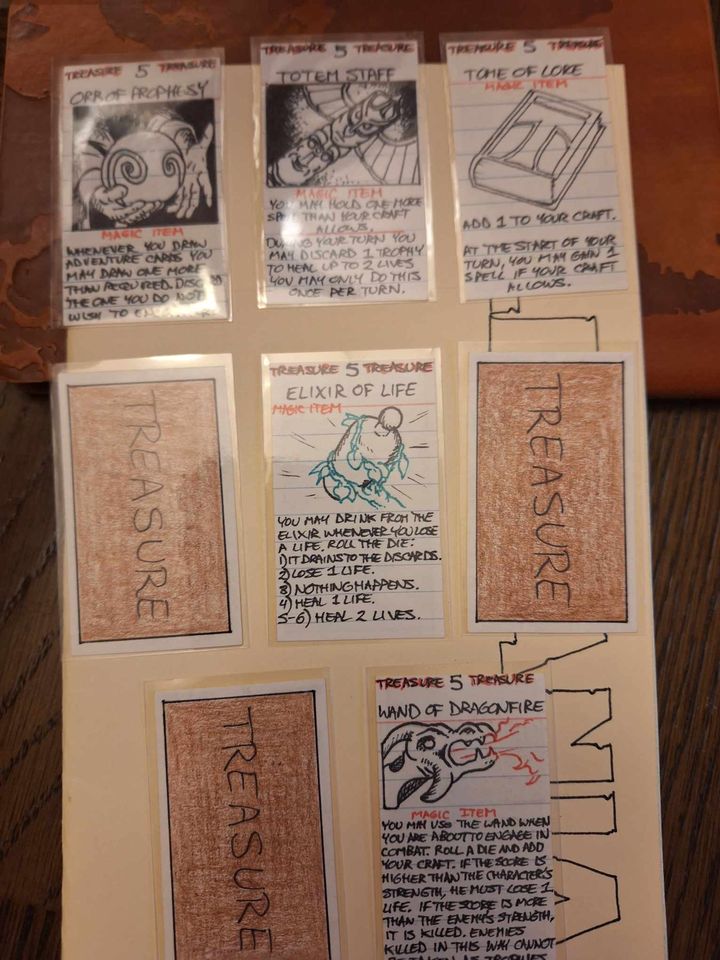 TREASURE 5 TREASURE
ORB OF PROPHESY
MAGIC ITEM
WHENEVER YOU DRAW
ADVENTURE CARDS YOU
MAY DRAW ONE MORE
THAN REQUIRED. DISCARD
THE ONE YOU DO NOT
WISH TO
TREASURE 5 TREASURE
TOTEM STAFF
MAGIC ITEM
YOU MAY HOLD ONE MORE
SPELL THAN YOUR CRAFT
ALLOWS.
DURING YOUR TURN YOU
MAY DISCARD 1 TROPHY
TO HEAL UP TO 2 LIVES
YOU MAY ONLY DO THIS
ONCE PER TURN.
TREASURE 5 TREASURE
TOME OF LORE
MAGIC ITEM
ADD 1 TO YOUR CRAFT.
AT THE START OF YOUR
TURN, YOU MAY GAIN 1
SPELL IF YOUR CRAFT
ALLOWS.
TREASURE
TREASURE 5 TREASURE
ELIXIR OF LIFE
MAGIC ITEM
YOU MAY DRINK FROM THE
ELIXIR WHENEVER YOU LOSE
A LIFE. ROLL THE DIE:
1) IT DRAINS TO THE DISCARDS.
2) LOSE 1 LIFE.
3) NOTHING HAPPENS.
4) HEAL 1 LIFE.
5-6) HEAL 2 LIVES.
TREASURE
TREASURE
TREASURE 5 TREASURE
WAND OF DRAGONFIRE
MAGIC ITEM
YOU MAY USE THE WAND WHEN
YOU ARE ABOUT TO ENGAGE IN
COMBAT. ROLL A DIE AND ADD
YOUR CRAFT. IF THE SCORE IS
HIGHER THAN THE CHARACTER'S
STRENGTH, HE MUST LOSE 1
LIFE. IF THE SCORE IS MORE
THAN THE ENEMY'S STRENGTH,
IT IS KILLED. ENEMIES
KILLED IN THIS WAY CANNOT
BE TAKEN AS TROPHIES